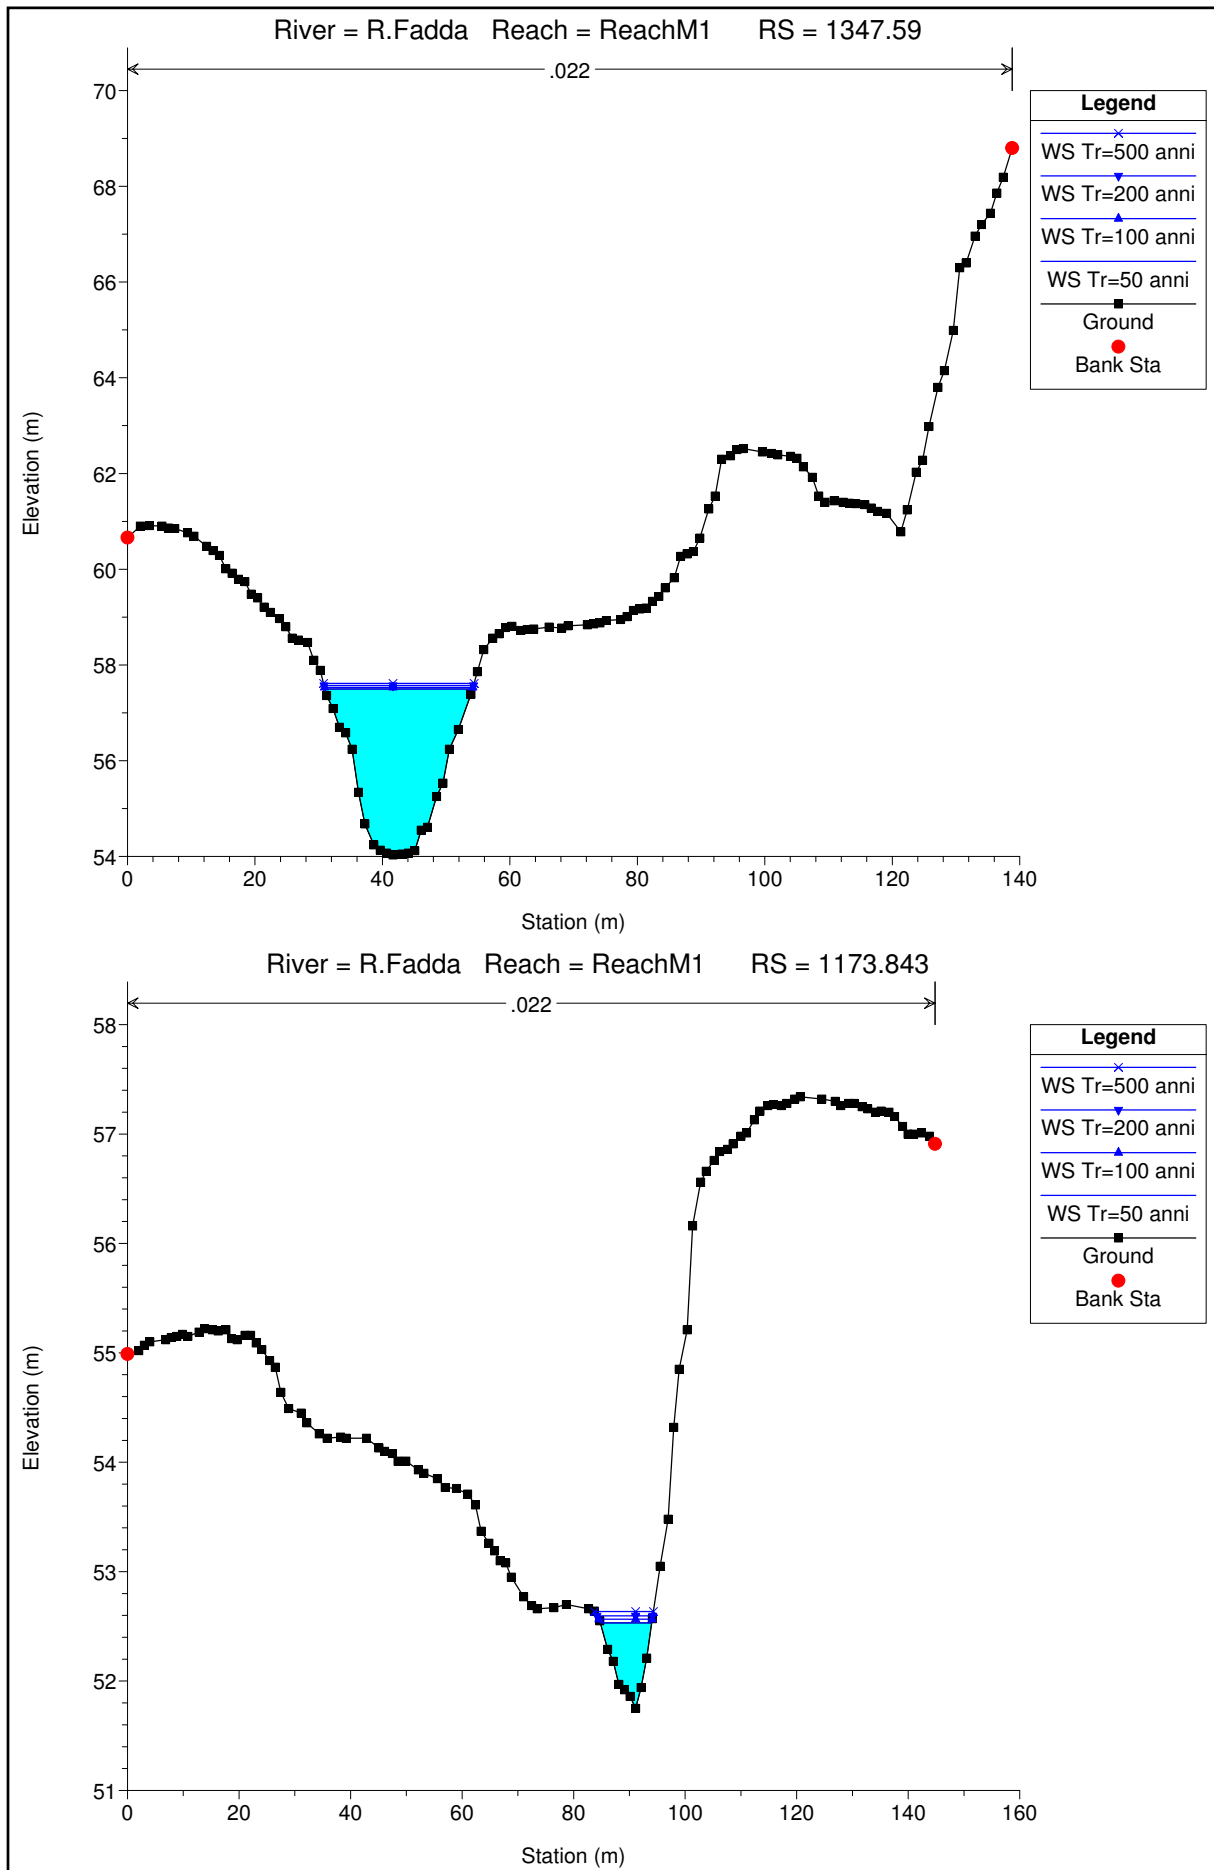 River = R.Fadda   Reach = ReachM1      RS = 1347.59
.022
Legend
WS Tr=500 anni
WS Tr=200 anni
WS Tr=100 anni
WS Tr=50 anni
Ground
Bank Sta
70
68
66
64
62
60
58
56
54
Elevation (m)
0 20 40 60 80 100 120 140
Station (m)
River = R.Fadda   Reach = ReachM1      RS = 1173.843
.022
Legend
WS Tr=500 anni
WS Tr=200 anni
WS Tr=100 anni
WS Tr=50 anni
Ground
Bank Sta
58
57
56
55
54
53
52
51
Elevation (m)
0 20 40 60 80 100 120 140 160
Station (m)